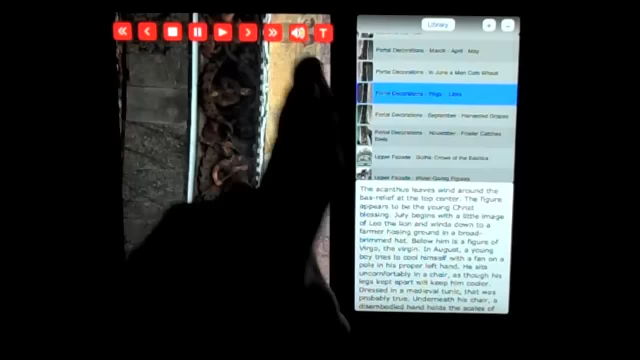 T
Library
+
-
Portal Decorations - March - April - May
Portal Decorations - In June a Man Cuts Wheat
Portal Decorations - Virgo - Libra
Portal Decorations - September - Harvested Grapes
Portal Decorations - November - Fowler Catches
Upper Facade - Gothic Crown of the Basilica
Upper Facade - Water Giving Figures
The acanthus leaves wind around the
bas-relief at the top center. The figure
appears to be the young Christ
blessing. July begins with a little image
of Leo the lion and winds down to a
farmer hoeing ground in a broad-
brimmed hat. Below him is a figure of
Virgo, the virgin. In August, a young
boy tries to cool himself with a fan on a
pole in his proper left hand. He sits
uncomfortably in a chair, as though his
legs kept apart will keep him cooler.
Dressed in a medieval tunic, that was
probably true. Underneath his chair, a
disembodied hand holds the scales of